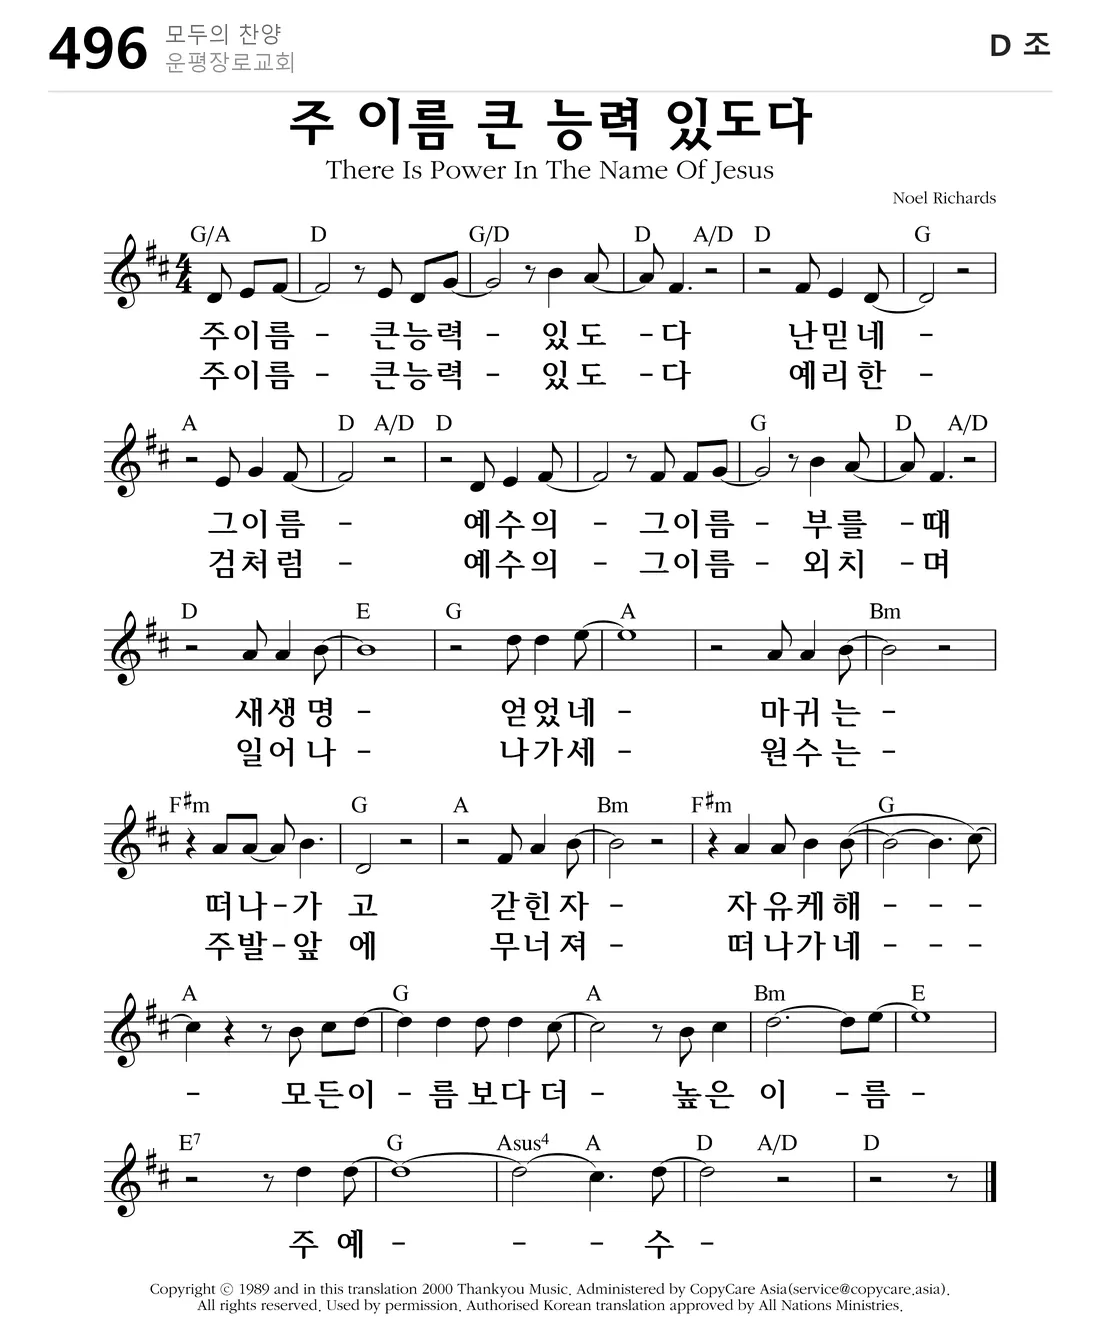 496 모두의 찬양
운평장로교회
D 조
주 이름 큰 능력 있도다
There Is Power In The Name Of Jesus
Noel Richards
G/A D G/D D A/D D G
주이름 - 큰능력 - 있도 -다 난믿네 -
주이름 - 큰능력 - 있도 -다 예리한 -
A D A/D D G D A/D
그이름 - 예수의 - 그이름 - 부를 -때
검처럼 - 예수의 - 그이름 - 외치 -며
D E G A Bm
새생명 - 얻었네 - 마귀는 -
일어나 - 나가세 - 원수는 -
F#m G A Bm F#m G
떠나-가 고 갇힌자 - 자유케해 - - -
주발-앞 에 무너져 - 떠나가네 - - -
A G A Bm E
- 모든이 - 름보다더 - 높은 이 - 름 -
E7 G Asus4 A D A/D D
주 예 - - - 수 -
Copyright ⓒ 1989 and in this translation 2000 Thankyou Music. Administered by CopyCare Asia(service@copycare.asia).
All rights reserved. Used by permission. Authorised Korean translation approved by All Nations Ministries.